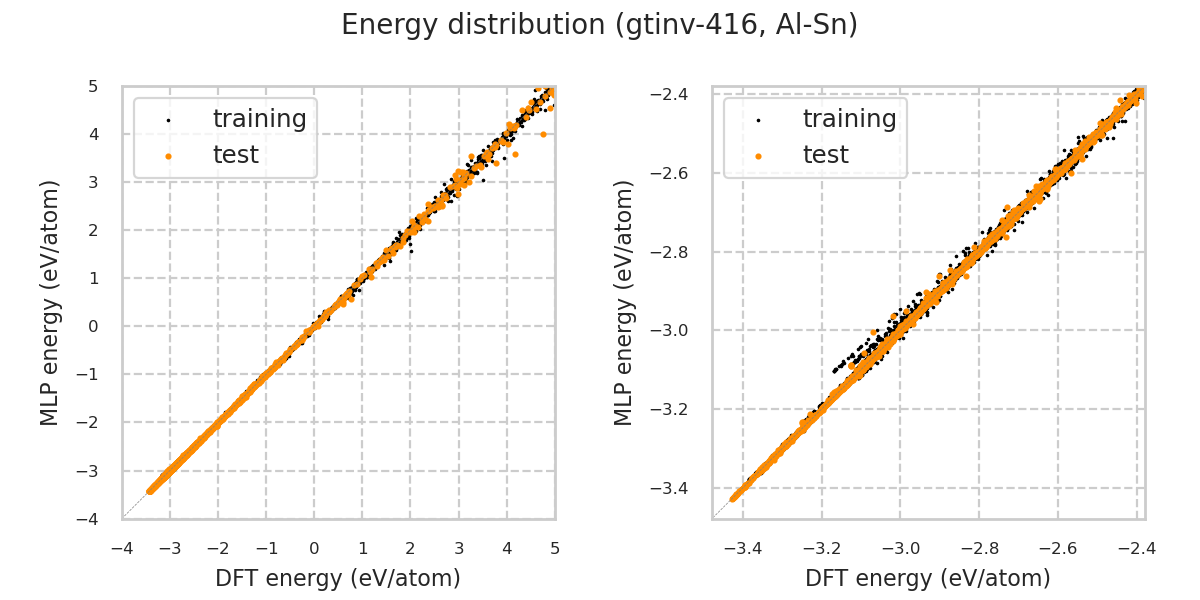 Energy distribution (gtinv-416, Al-Sn)
training
test
5
4
3
2
1
0
−1
−2
−3
−4
−4 −3 −2 −1 0 1 2 3 4 5
MLP energy (eV/atom)
DFT energy (eV/atom)
training
test
−2.4
−2.6
−2.8
−3.0
−3.2
−3.4
−3.4 −3.2 −3.0 −2.8 −2.6 −2.4
MLP energy (eV/atom)
DFT energy (eV/atom)